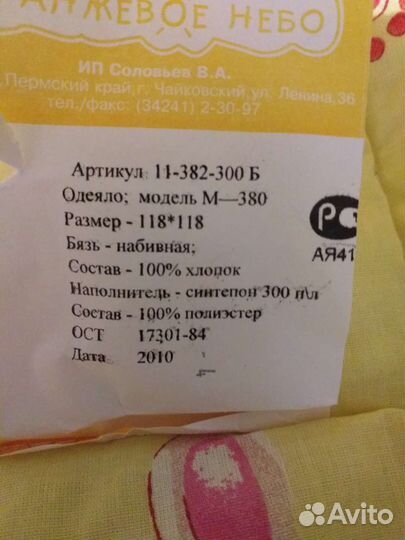 АНЖЕВОЕ НЕБО
ИП Соловьев В.А.
Пермский край,г. Чайковский,ул. Ленина,36
тел./факс: (34241) 2-30-97
Артикул: 11-382-300 Б
Одеяло; модель М—380
Размер - 118*118
Бязь - набивная;
Состав - 100% хлопок
Наполнитель - синтепон 300 п\л
Состав - 100% полиэстер
ОСТ 17301-84
Дата 2010
АЯ41
Avito